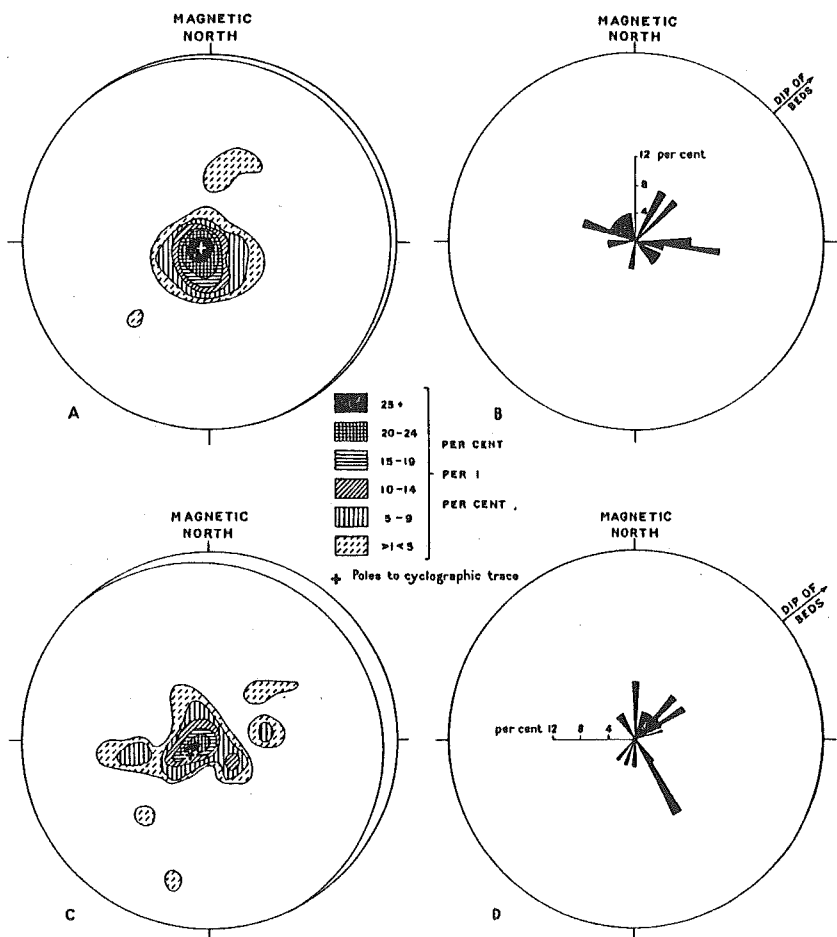 MAGNETIC
NORTH
MAGNETIC
NORTH
DIP OF
BEDS
12 per cent
8
4
A
B
25 +
20-24
15-19
10-14
5-9
>1<5
PER CENT
PER 1
PER CENT
+ Poles to cyclographic trace
MAGNETIC
NORTH
MAGNETIC
NORTH
DIP OF
BEDS
per cent 12 8 4
C
D